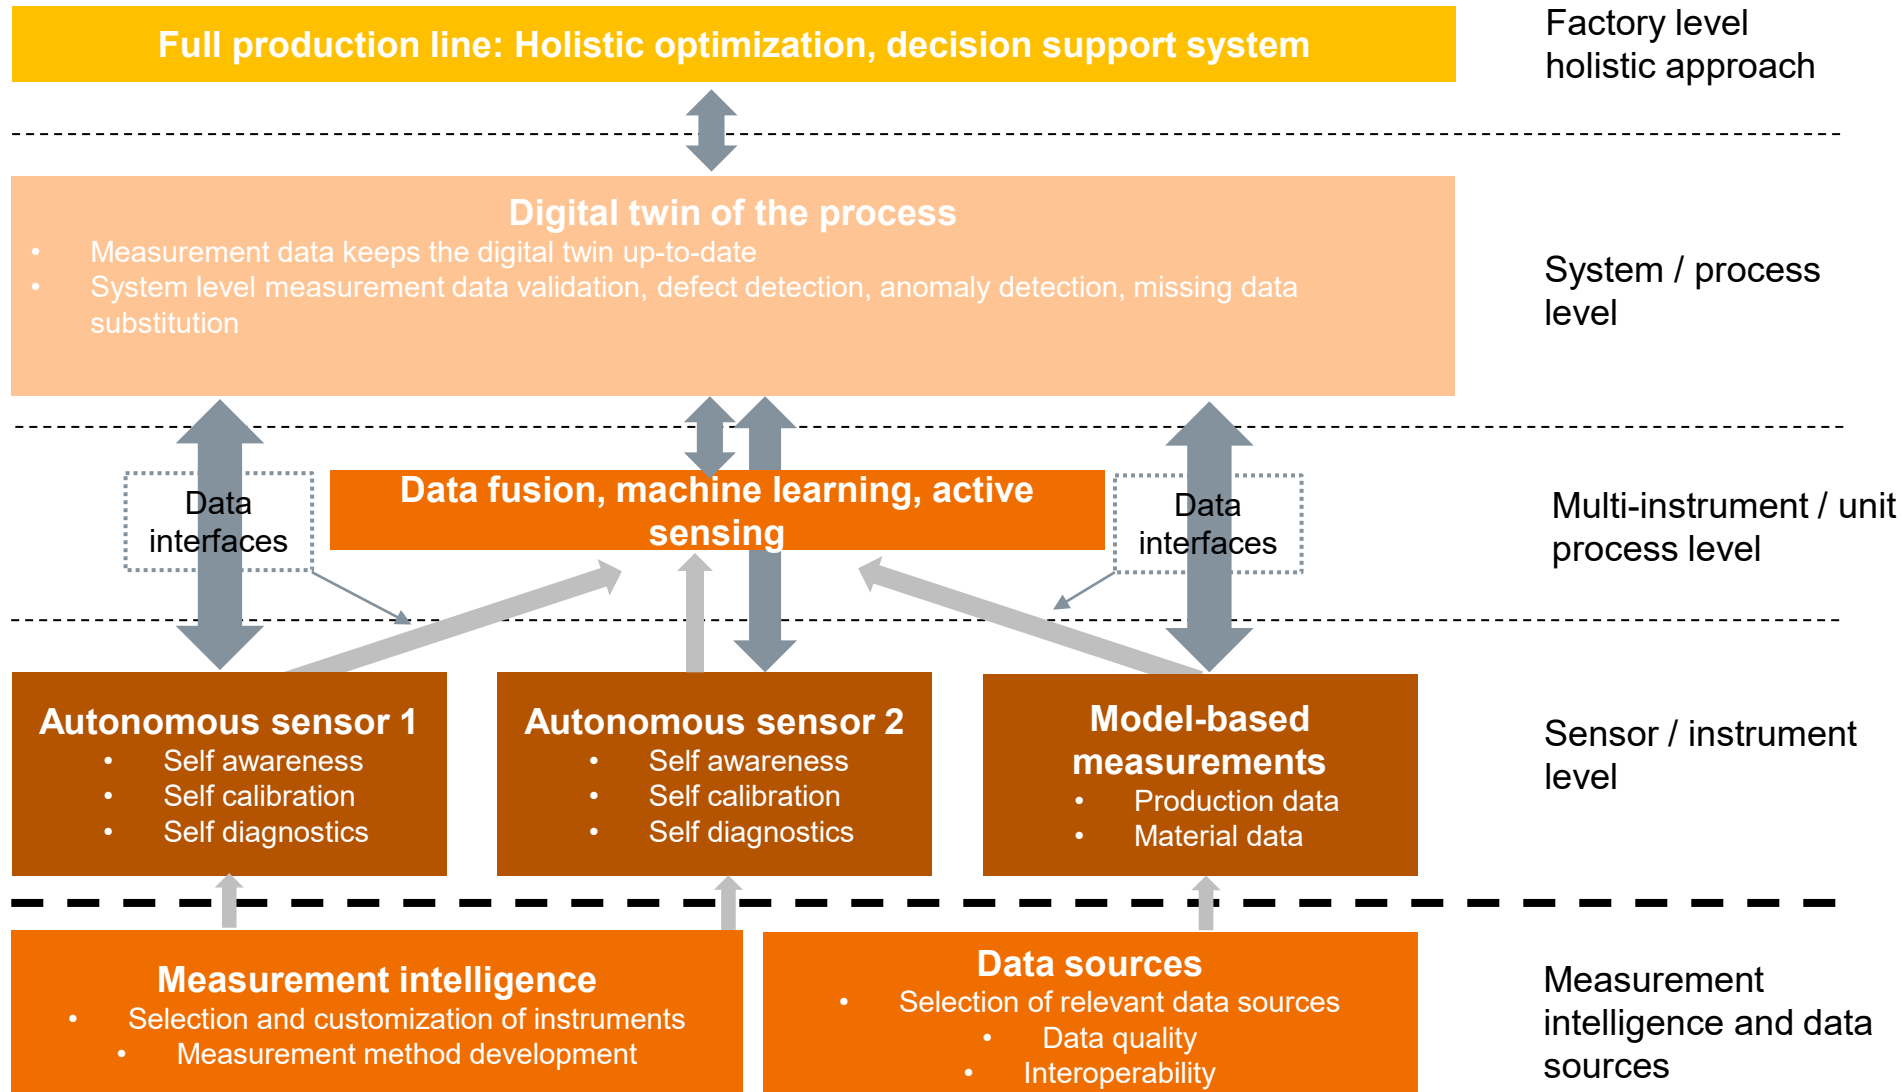 Full production line: Holistic optimization, decision support system
Factory level
holistic approach
Digital twin of the process
• Measurement data keeps the digital twin up-to-date
• System level measurement data validation, defect detection, anomaly detection, missing data
substitution
System / process
level
Data
interfaces
Data fusion, machine learning, active
sensing
Data
interfaces
Multi-instrument / unit
process level
Autonomous sensor 1
• Self awareness
• Self calibration
• Self diagnostics
Autonomous sensor 2
• Self awareness
• Self calibration
• Self diagnostics
Model-based
measurements
• Production data
• Material data
Sensor / instrument
level
Measurement intelligence
• Selection and customization of instruments
• Measurement method development
Data sources
• Selection of relevant data sources
• Data quality
• Interoperability
Measurement
intelligence and data
sources